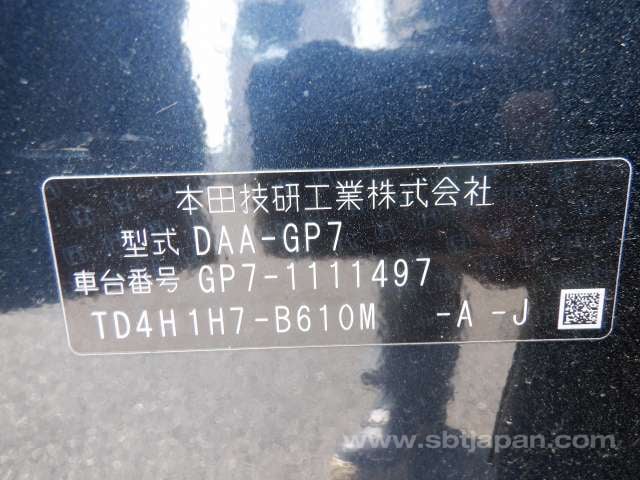 本田技研工業株式会社
型式 DAA-GP7
車台番号 GP7-1111497
TD4H1H7-B610M -A -J
www.sbtjapan.com